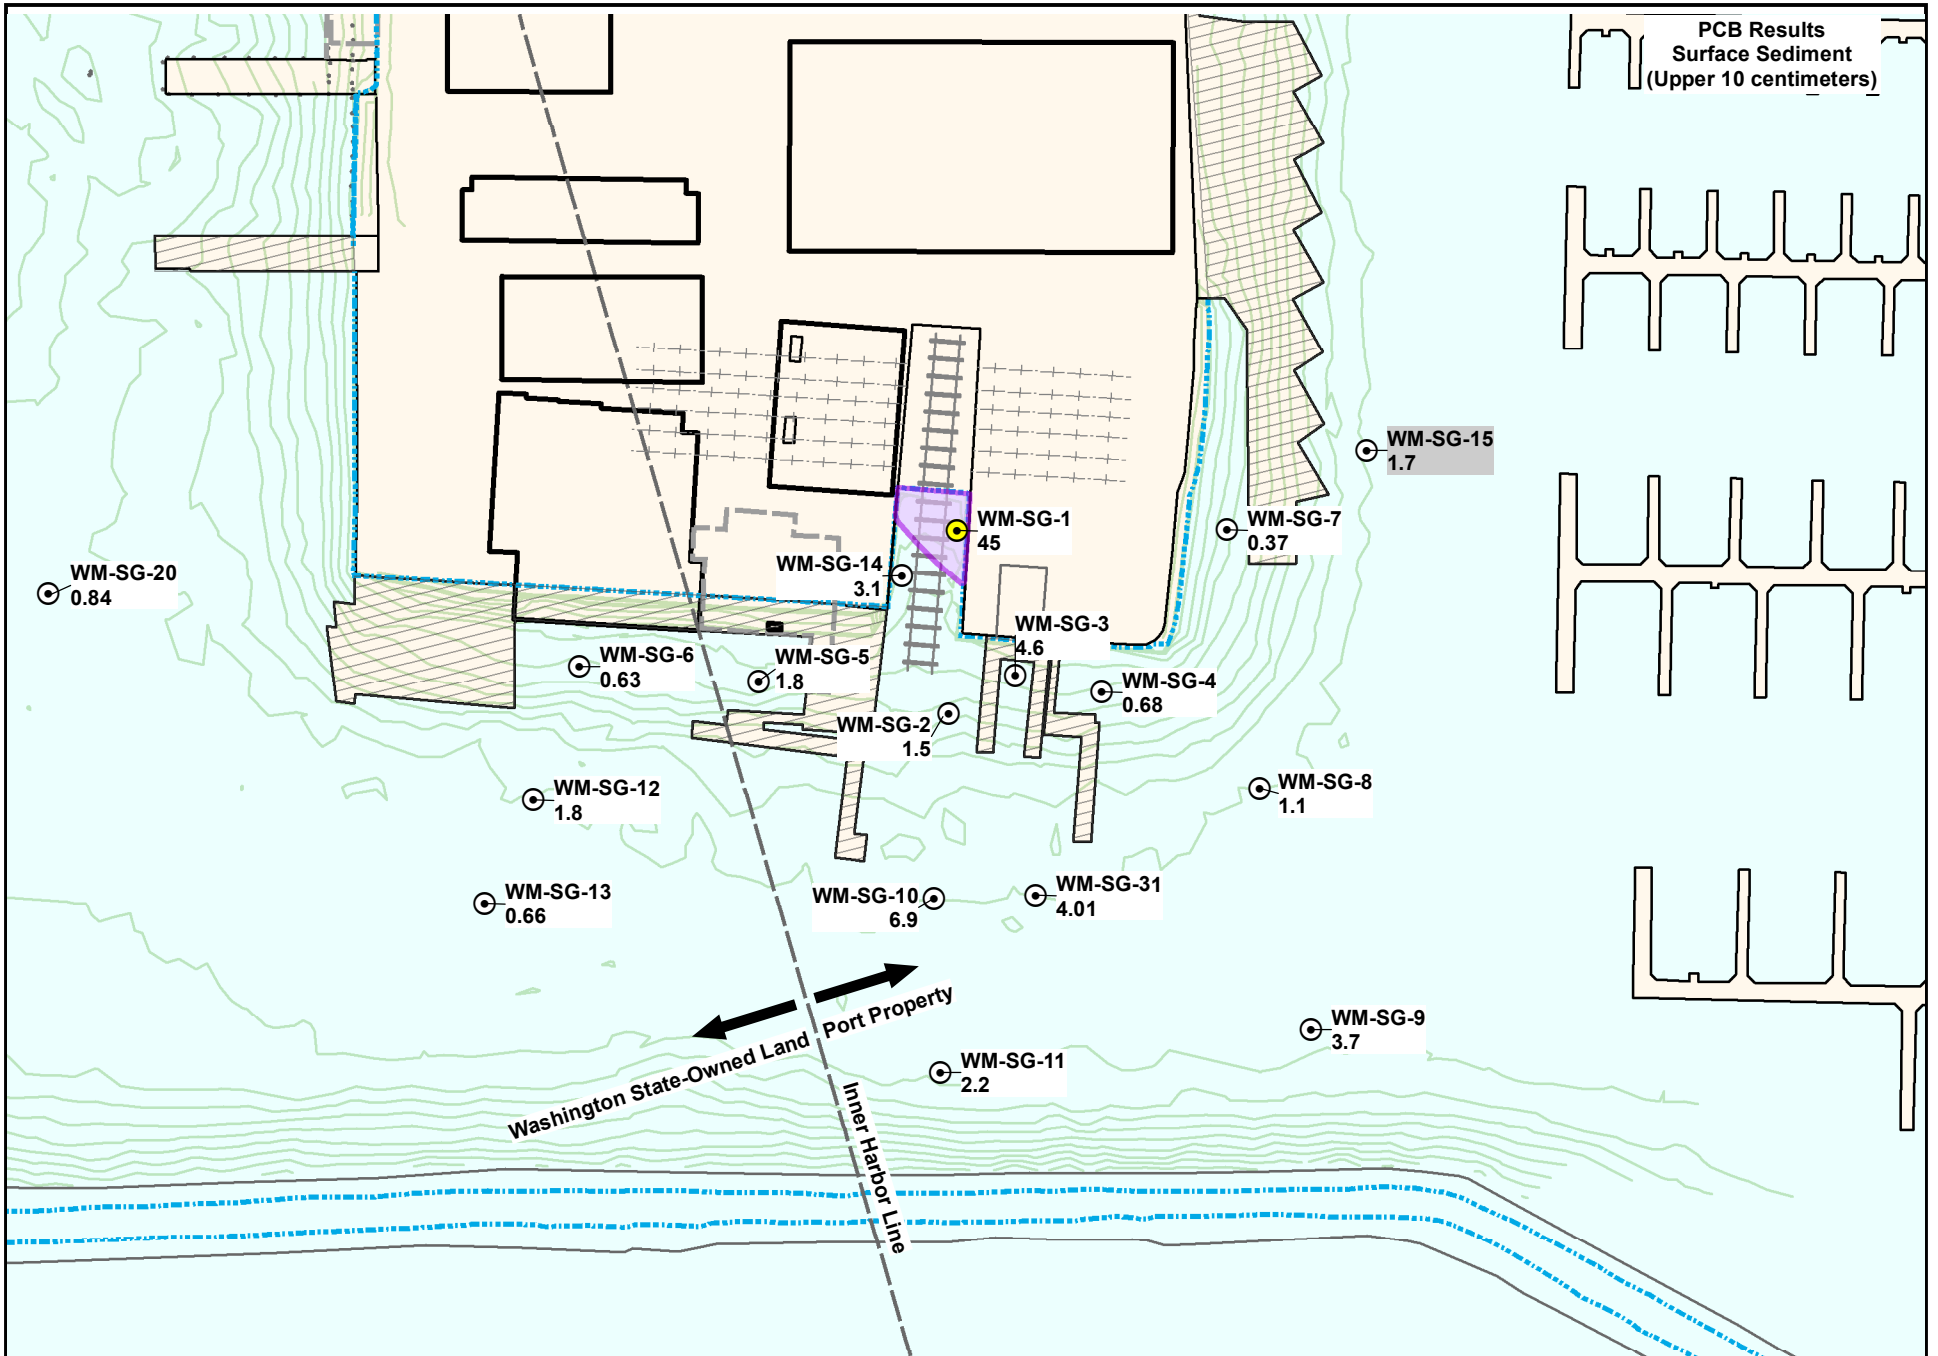 PCB Results
Surface Sediment
(Upper 10 centimeters)
WM-SG-15
1.7
WM-SG-1
45
WM-SG-7
0.37
WM-SG-14
3.1
WM-SG-20
0.84
WM-SG-3
4.6
WM-SG-6
0.63
WM-SG-5
1.8
WM-SG-4
0.68
WM-SG-2
1.5
WM-SG-12
1.8
WM-SG-8
1.1
WM-SG-13
0.66
WM-SG-10
6.9
WM-SG-31
4.01
WM-SG-9
3.7
WM-SG-11
2.2
Washington State-Owned Land
Port Property
Inner Harbor Line